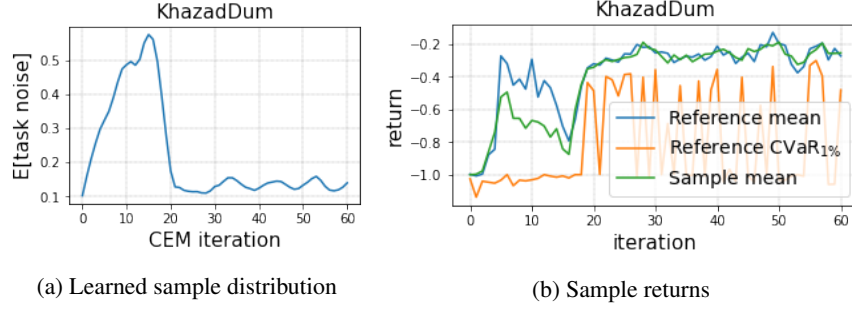 KhazadDum
E[task noise]
0.5
0.4
0.3
0.2
0.1
0 10 20 30 40 50 60
CEM iteration
(a) Learned sample distribution
KhazadDum
return
−0.2
−0.4
−0.6
−0.8
−1.0
Reference mean
Reference CVaR1%
Sample mean
0 10 20 30 40 50 60
iteration
(b) Sample returns